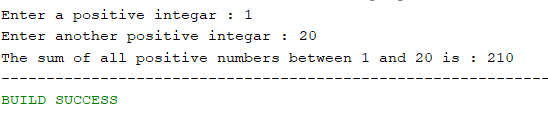 Enter a positive integar : 1
Enter another positive integar : 20
The sum of all positive numbers between 1 and 20 is : 210
------------------------------------------------------------------------
BUILD SUCCESS